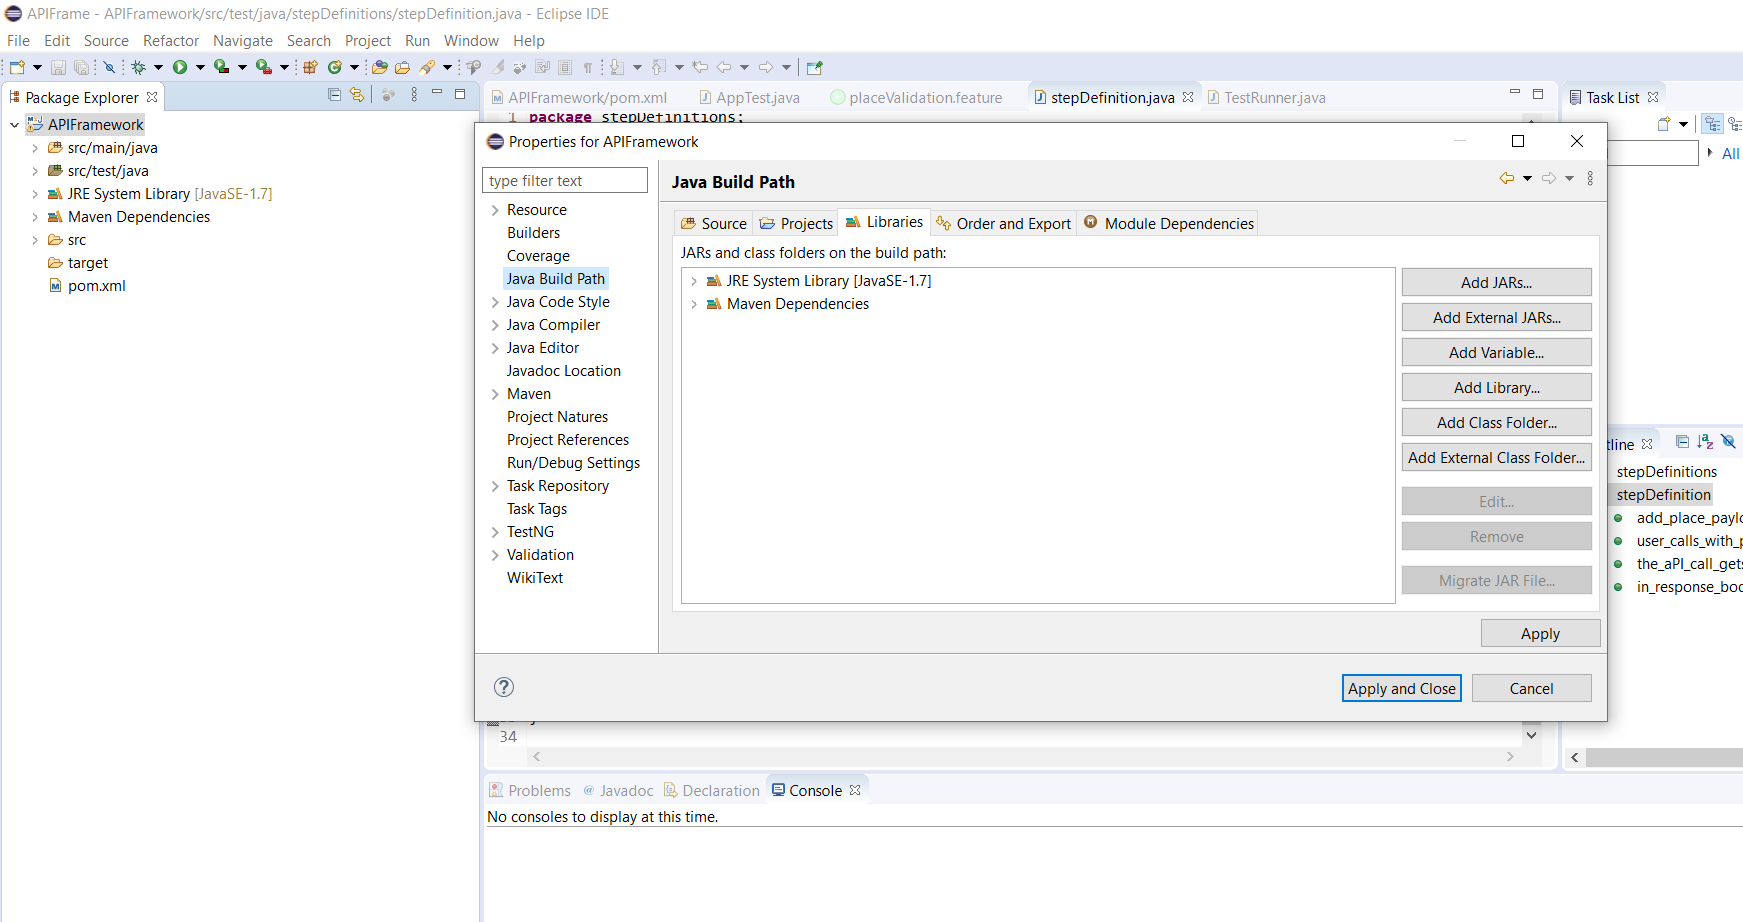 APIFrame - APIFramework/src/test/java/stepDefinitions/stepDefinition.java - Eclipse IDE
File Edit Source Refactor Navigate Search Project Run Window Help
Package Explorer
APIFramework
src/main/java
src/test/java
JRE System Library [JavaSE-1.7]
Maven Dependencies
src
target
pom.xml
APIFramework/pom.xml AppTest.java placeValidation.feature stepDefinition.java TestRunner.java
1 package stepDefinitions;
Properties for APIFramework
type filter text
Resource
Builders
Coverage
Java Build Path
Java Code Style
Java Compiler
Java Editor
Javadoc Location
Maven
Project Natures
Project References
Run/Debug Settings
Task Repository
Task Tags
TestNG
Validation
WikiText
Java Build Path
Source Projects Libraries Order and Export Module Dependencies
JARs and class folders on the build path:
JRE System Library [JavaSE-1.7]
Maven Dependencies
Add JARs...
Add External JARs...
Add Variable...
Add Library...
Add Class Folder...
Add External Class Folder...
Edit...
Remove
Migrate JAR File...
Apply
Apply and Close Cancel
34
Problems @ Javadoc Declaration Console
No consoles to display at this time.
Task List
All
tline
stepDefinitions
stepDefinition
add_place_paylo
user_calls_with_p
the_aPI_call_gets
in_response_boc